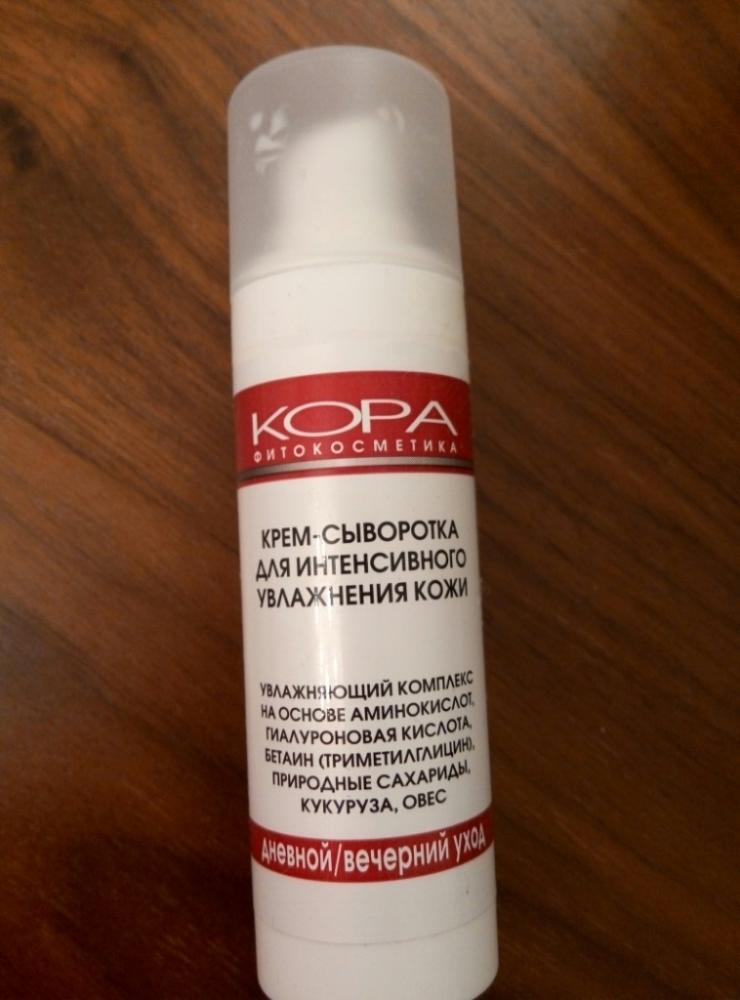 КОРА
ФИТОКОСМЕТИКА
КРЕМ-СЫВОРОТКА
ДЛЯ ИНТЕНСИВНОГО
УВЛАЖНЕНИЯ КОЖИ
УВЛАЖНЯЮЩИЙ КОМПЛЕКС
НА ОСНОВЕ АМИНОКИСЛОТ,
ГИАЛУРОНОВАЯ КИСЛОТА,
БЕТАИН (ТРИМЕТИЛГЛИЦИН),
ПРИРОДНЫЕ САХАРИДЫ,
КУКУРУЗА, ОВЕС
дневной/вечерний уход